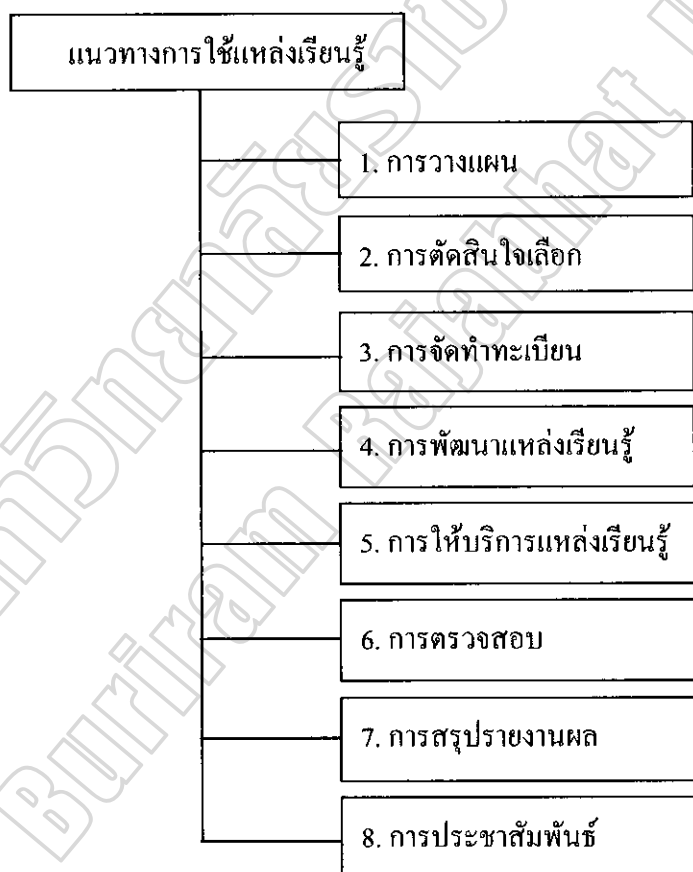 แนวทางการใช้แหล่งเรียนรู้
1. การวางแผน
2. การตัดสินใจเลือก
3. การจัดทำทะเบียน
4. การพัฒนาแหล่งเรียนรู้
5. การให้บริการแหล่งเรียนรู้
6. การตรวจสอบ
7. การสรุปรายงานผล
8. การประชาสัมพันธ์
Buriram Rajabhat